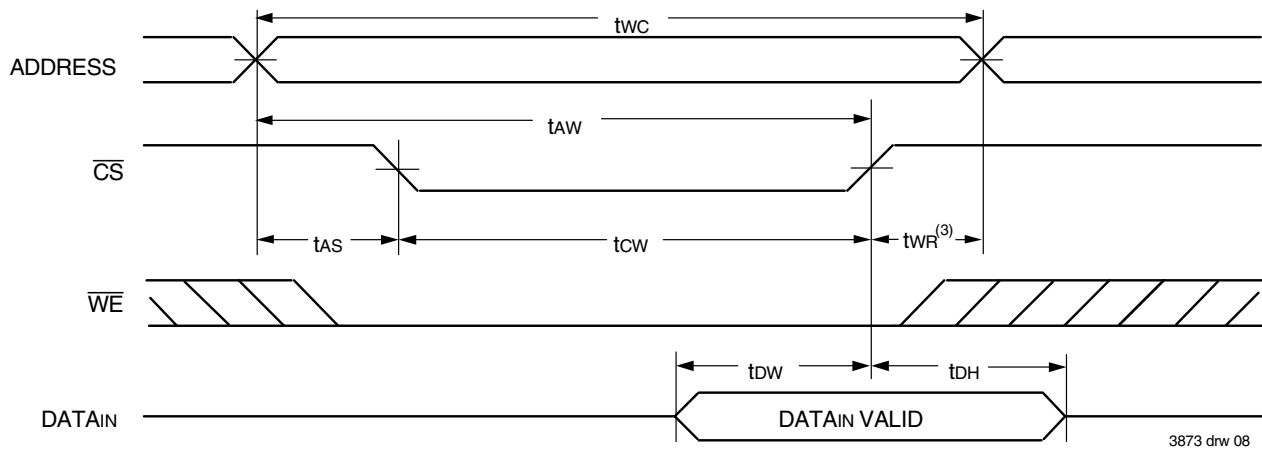 tWC
ADDRESS
tAW
CS
tAS
tCW
tWR(3)
WE
tDW
tDH
DATAIN
DATAIN VALID
3873 drw 08